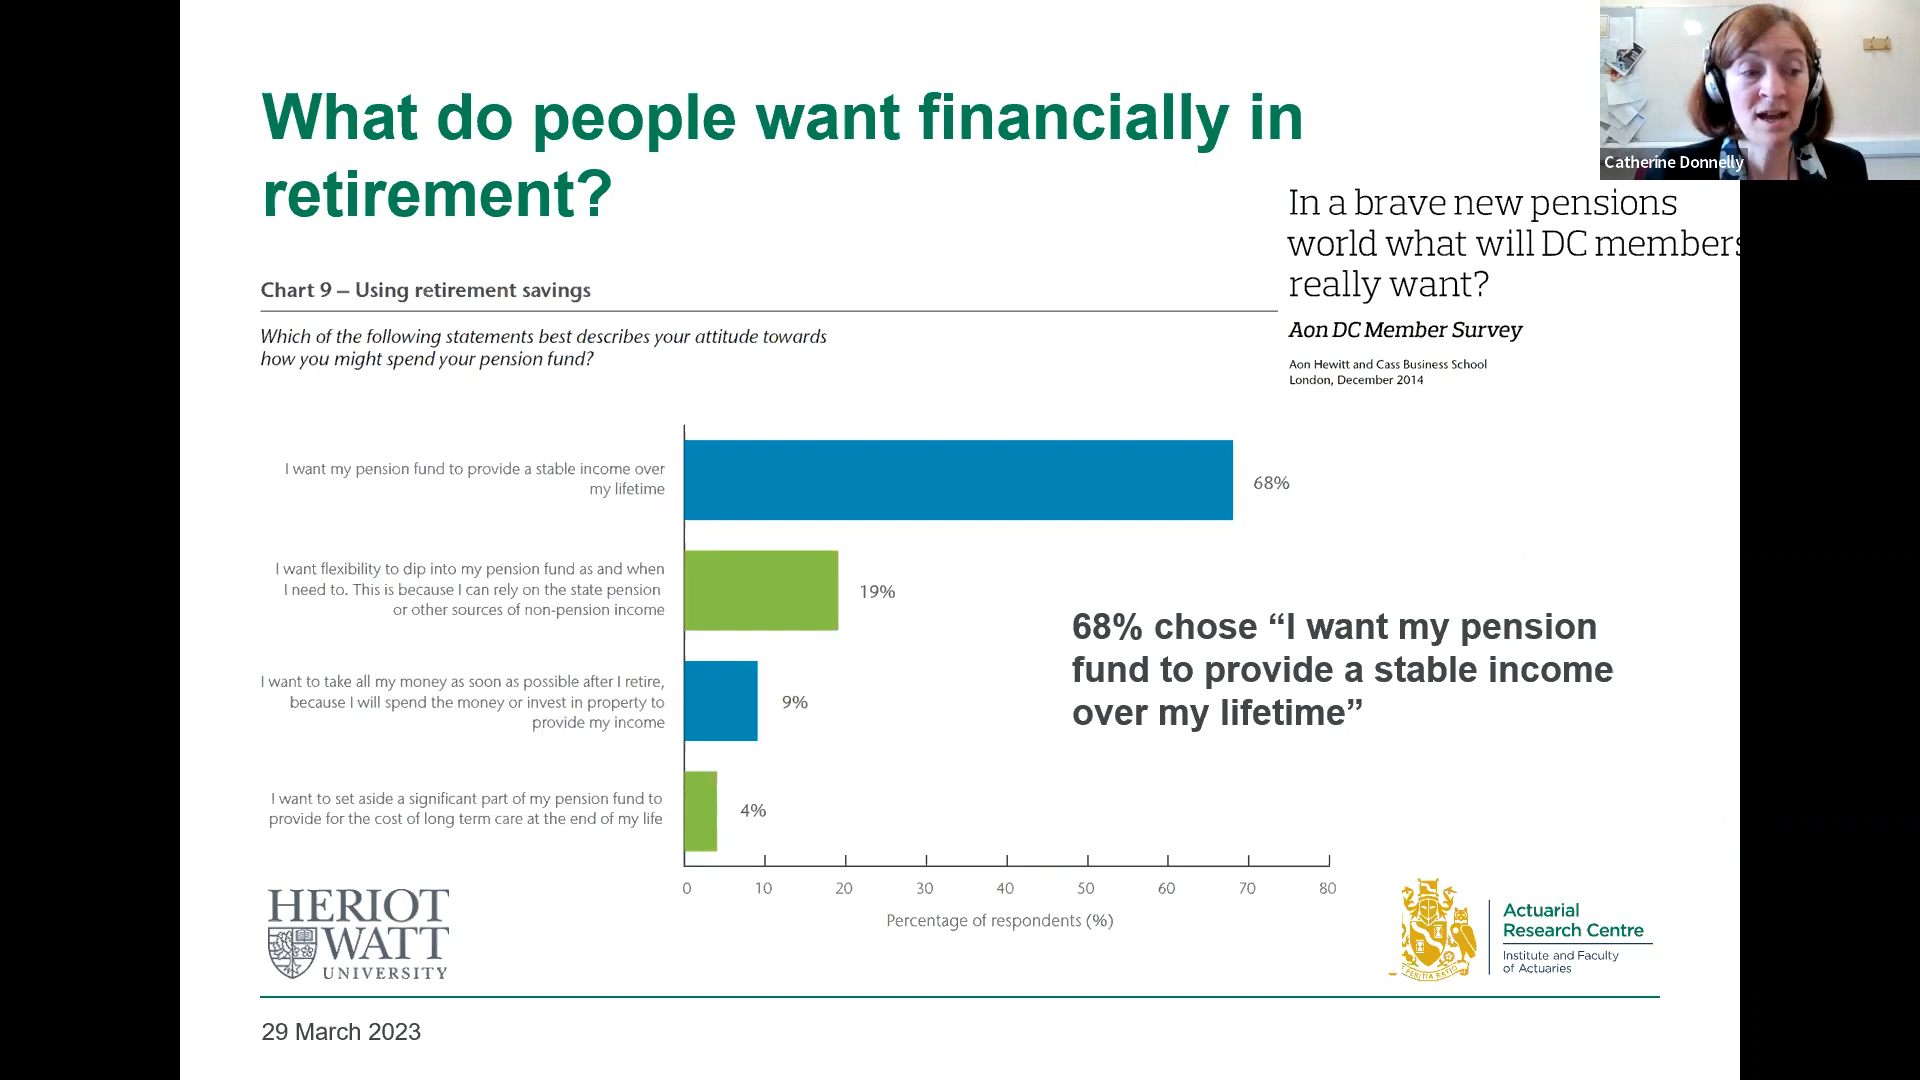 What do people want financially in
retirement?
Catherine Donnelly
In a brave new pensions
world what will DC members
really want?
Aon DC Member Survey
Aon Hewitt and Cass Business School
London, December 2014
Chart 9 – Using retirement savings
Which of the following statements best describes your attitude towards
how you might spend your pension fund?
I want my pension fund to provide a stable income over
my lifetime
68%
I want flexibility to dip into my pension fund as and when
I need to. This is because I can rely on the state pension
or other sources of non-pension income
19%
I want to take all my money as soon as possible after I retire,
because I will spend the money or invest in property to
provide my income
9%
I want to set aside a significant part of my pension fund to
provide for the cost of long term care at the end of my life
4%
68% chose “I want my pension
fund to provide a stable income
over my lifetime”
0 10 20 30 40 50 60 70 80
Percentage of respondents (%)
HERIOT
WATT
UNIVERSITY
Actuarial
Research Centre
Institute and Faculty
of Actuaries
29 March 2023